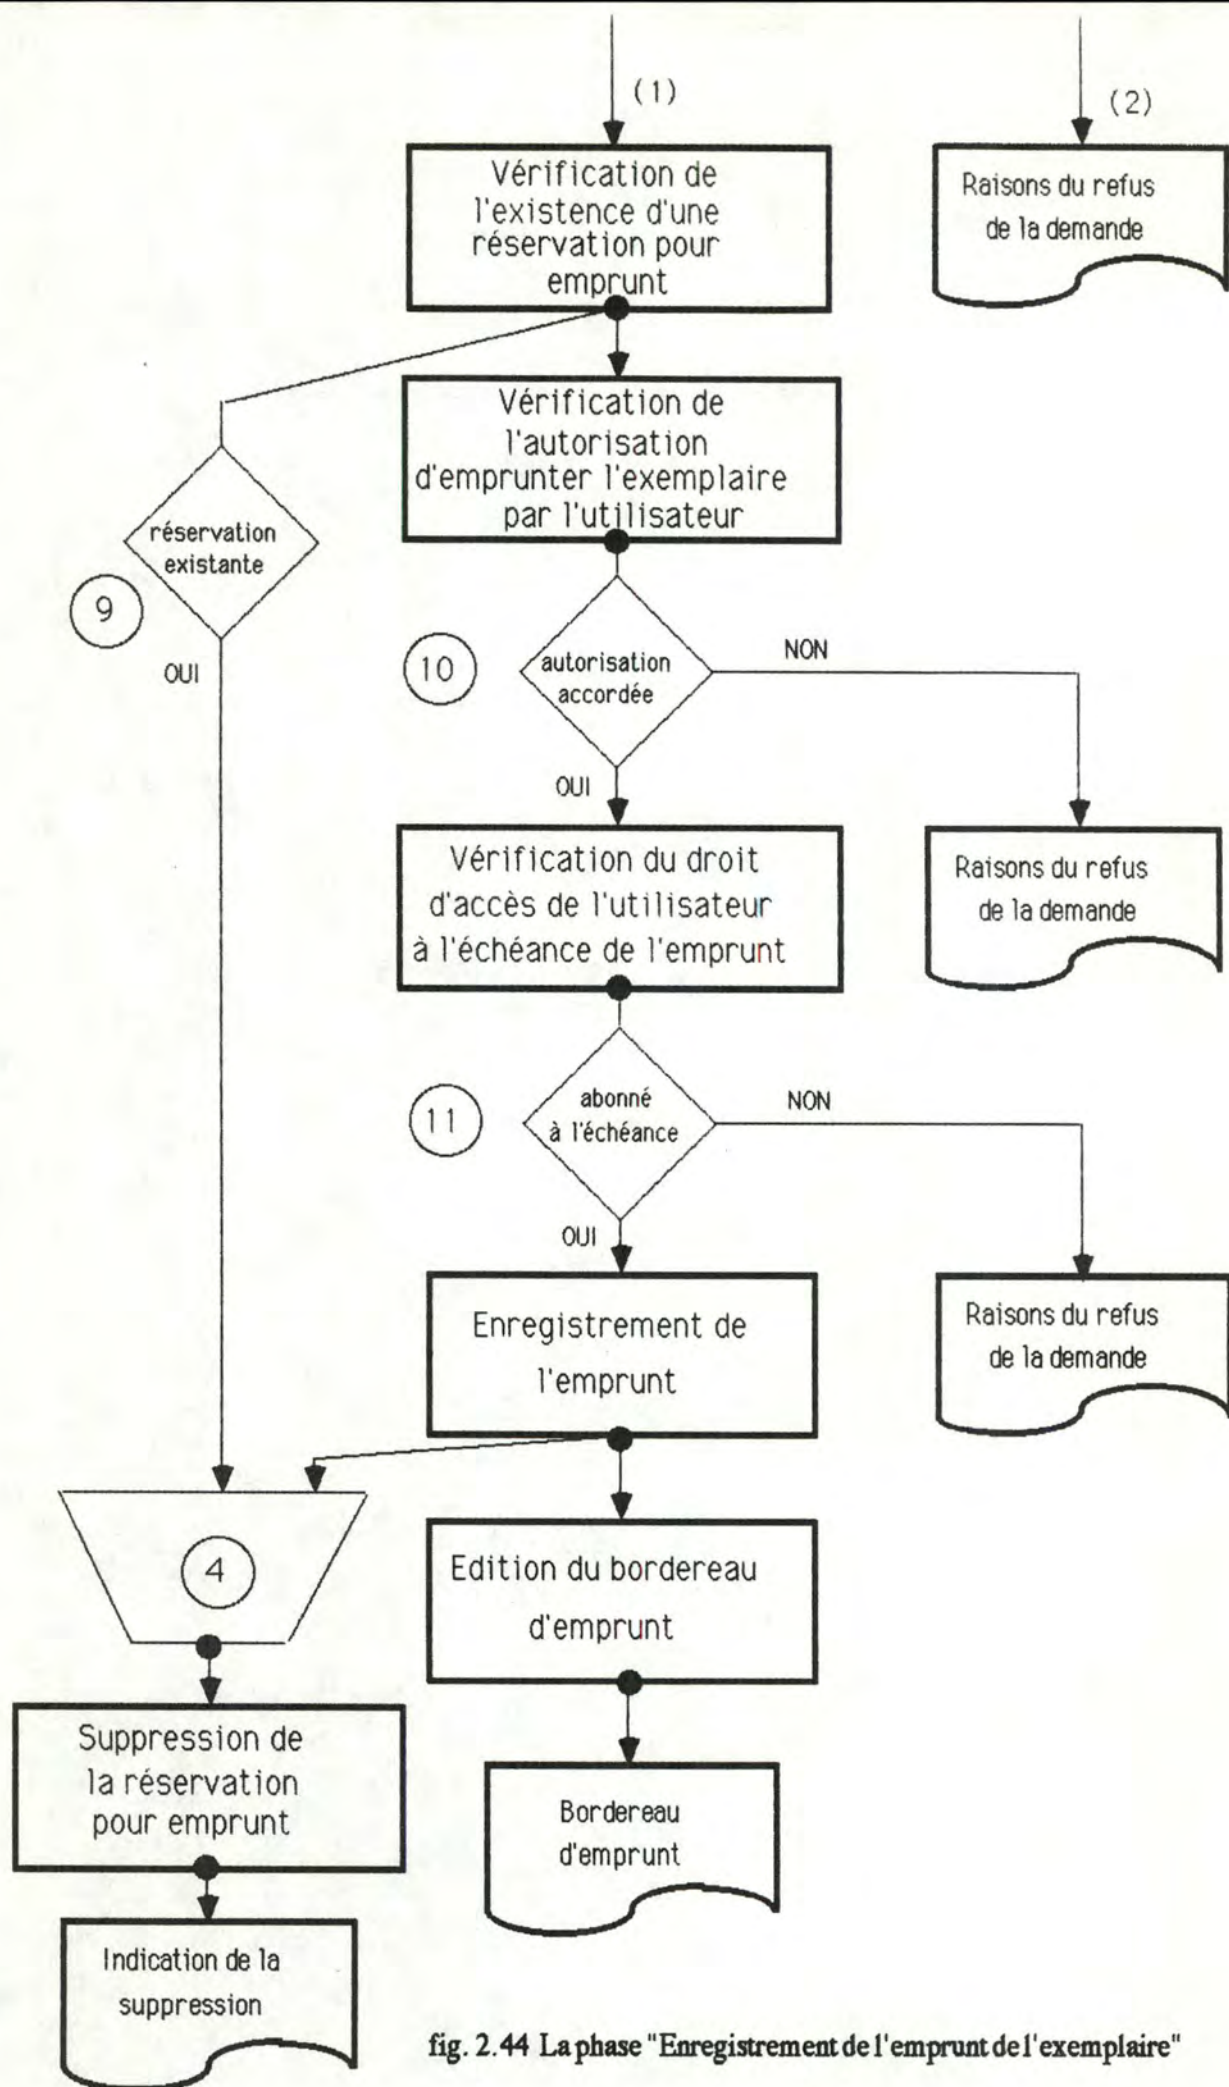 (1)
(2)
Vérification de
l'existence d'une
réservation pour
emprunt
Raisons du refus
de la demande
Vérification de
l'autorisation
d'emprunter l'exemplaire
par l'utilisateur
réservation
existante
9
OUI
10
autorisation
accordée
NON
OUI
Vérification du droit
d'accès de l'utilisateur
à l'échéance de l'emprunt
Raisons du refus
de la demande
11
abonné
à l'échéance
NON
OUI
Enregistrement de
l'emprunt
Raisons du refus
de la demande
4
Edition du bordereau
d'emprunt
Suppression de
la réservation
pour emprunt
Bordereau
d'emprunt
Indication de la
suppression
fig. 2.44 La phase "Enregistrement de l'emprunt de l'exemplaire"